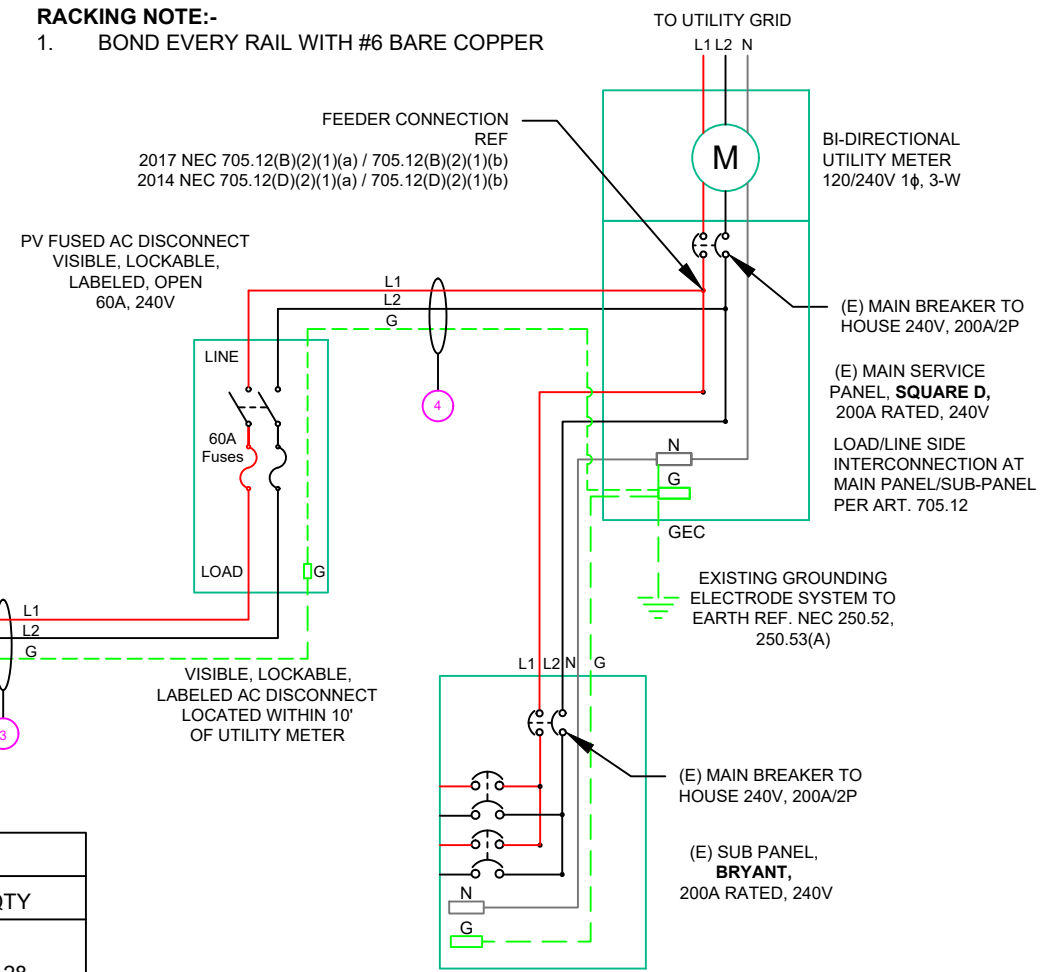 RACKING NOTE:-
1. BOND EVERY RAIL WITH #6 BARE COPPER
TO UTILITY GRID
L1 L2 N
FEEDER CONNECTION
REF
2017 NEC 705.12(B)(2)(1)(a) / 705.12(B)(2)(1)(b)
2014 NEC 705.12(D)(2)(1)(a) / 705.12(D)(2)(1)(b)
M
BI-DIRECTIONAL
UTILITY METER
120/240V 1ϕ, 3-W
PV FUSED AC DISCONNECT
VISIBLE, LOCKABLE,
LABELED, OPEN
60A, 240V
L1
L2
G
4
(E) MAIN BREAKER TO
HOUSE 240V, 200A/2P
(E) MAIN SERVICE
PANEL, SQUARE D,
200A RATED, 240V
LOAD/LINE SIDE
INTERCONNECTION AT
MAIN PANEL/SUB-PANEL
PER ART. 705.12
LINE
60A
Fuses
LOAD
G
N
G
GEC
EXISTING GROUNDING
ELECTRODE SYSTEM TO
EARTH REF. NEC 250.52,
250.53(A)
L1
L2
G
3
VISIBLE, LOCKABLE,
LABELED AC DISCONNECT
LOCATED WITHIN 10'
OF UTILITY METER
L1 L2 N G
(E) MAIN BREAKER TO
HOUSE 240V, 200A/2P
(E) SUB PANEL,
BRYANT,
200A RATED, 240V
N
G
QTY
28